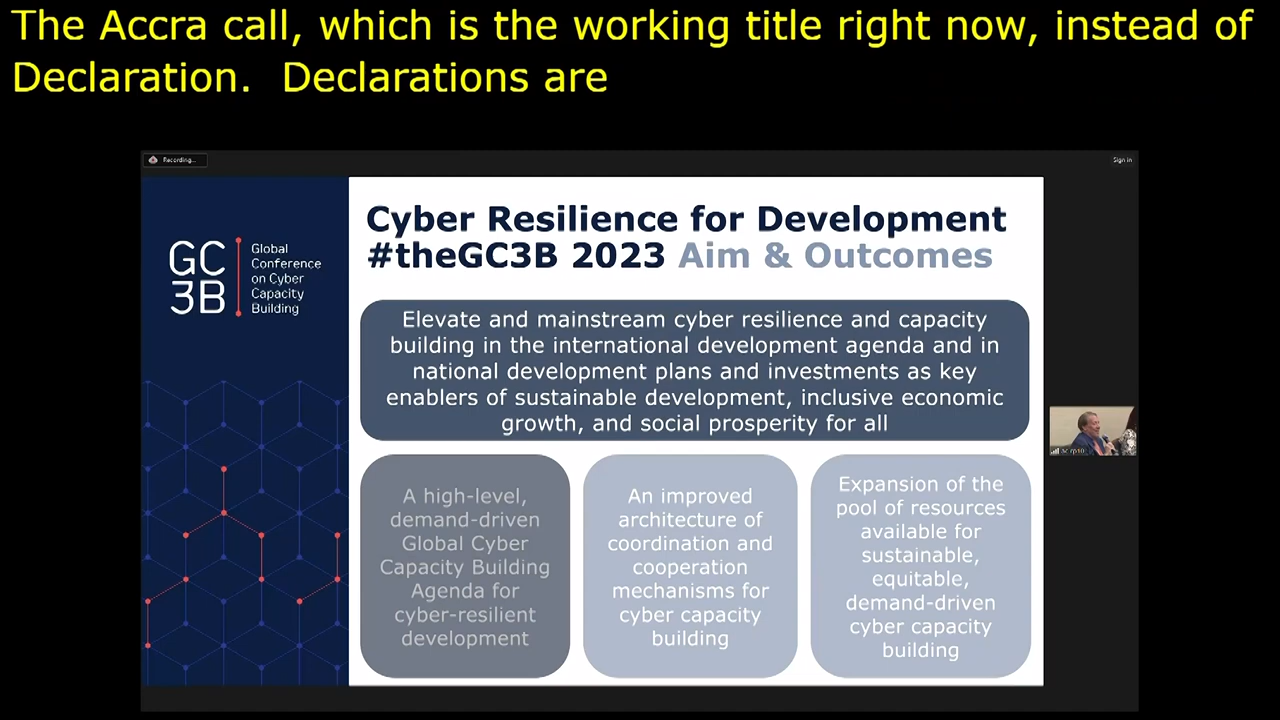 The Accra call, which is the working title right now, instead of
Declaration.  Declarations are
Recording...
Sign in
GC
3B
Global
Conference
on Cyber
Capacity
Building
Cyber Resilience for Development
#theGC3B 2023 Aim & Outcomes
Elevate and mainstream cyber resilience and capacity
building in the international development agenda and in
national development plans and investments as key
enablers of sustainable development, inclusive economic
growth, and social prosperity for all
A high-level,
demand-driven
Global Cyber
Capacity Building
Agenda for
cyber-resilient
development
An improved
architecture of
coordination and
cooperation
mechanisms for
cyber capacity
building
Expansion of the
pool of resources
available for
sustainable,
equitable,
demand-driven
cyber capacity
building